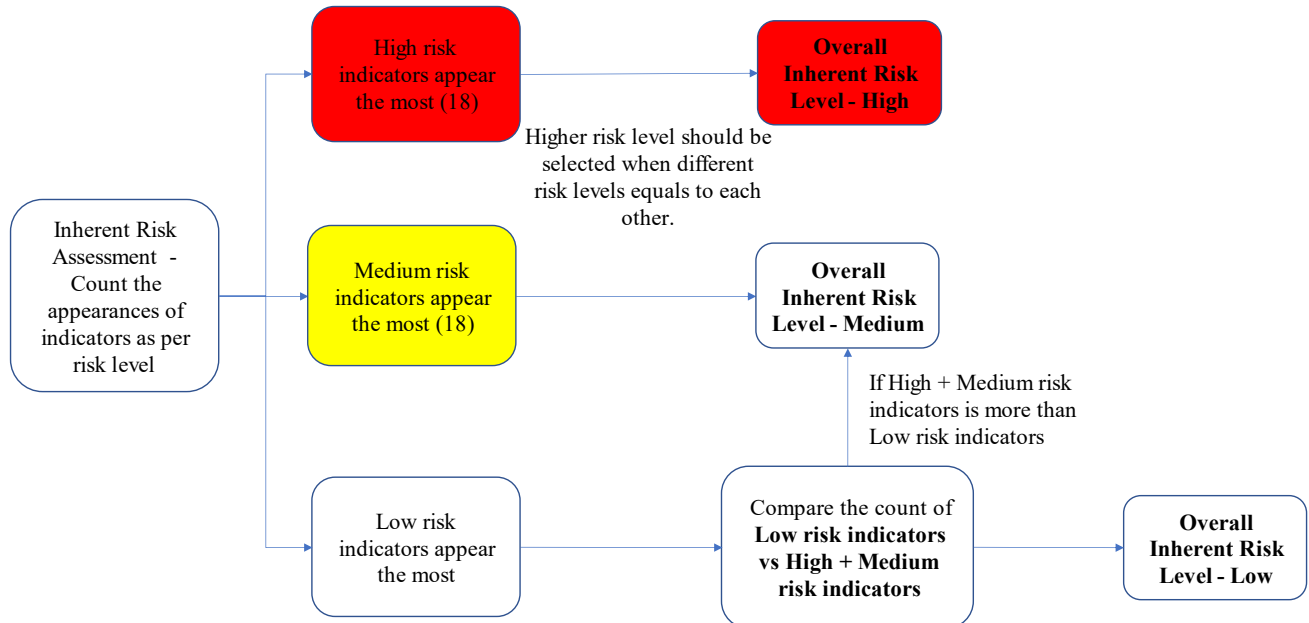 Inherent Risk
Assessment -
Count the
appearances of
indicators as per
risk level
High risk
indicators appear
the most (18)
Overall
Inherent Risk
Level - High
Higher risk level should be
selected when different
risk levels equals to each
other.
Medium risk
indicators appear
the most (18)
Overall
Inherent Risk
Level - Medium
If High + Medium risk
indicators is more than
Low risk indicators
Low risk
indicators appear
the most
Compare the count of
Low risk indicators
vs High + Medium
risk indicators
Overall
Inherent Risk
Level - Low